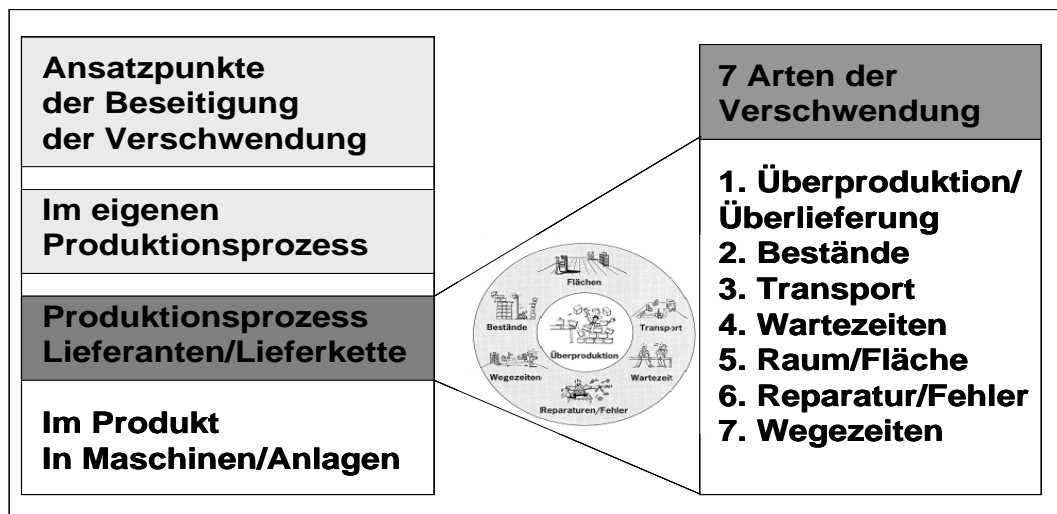 Ansatzpunkte
der Beseitigung
der Verschwendung
Im eigenen
Produktionsprozess
Produktionsprozess
Lieferanten/Lieferkette
Im Produkt
In Maschinen/Anlagen
Flächen
Bestände
Transport
Überproduktion
Wegezeiten
Wartezeit
Reparaturen/Fehler
7 Arten der
Verschwendung
1. Überproduktion/
Überlieferung
2. Bestände
3. Transport
4. Wartezeiten
5. Raum/Fläche
6. Reparatur/Fehler
7. Wegezeiten